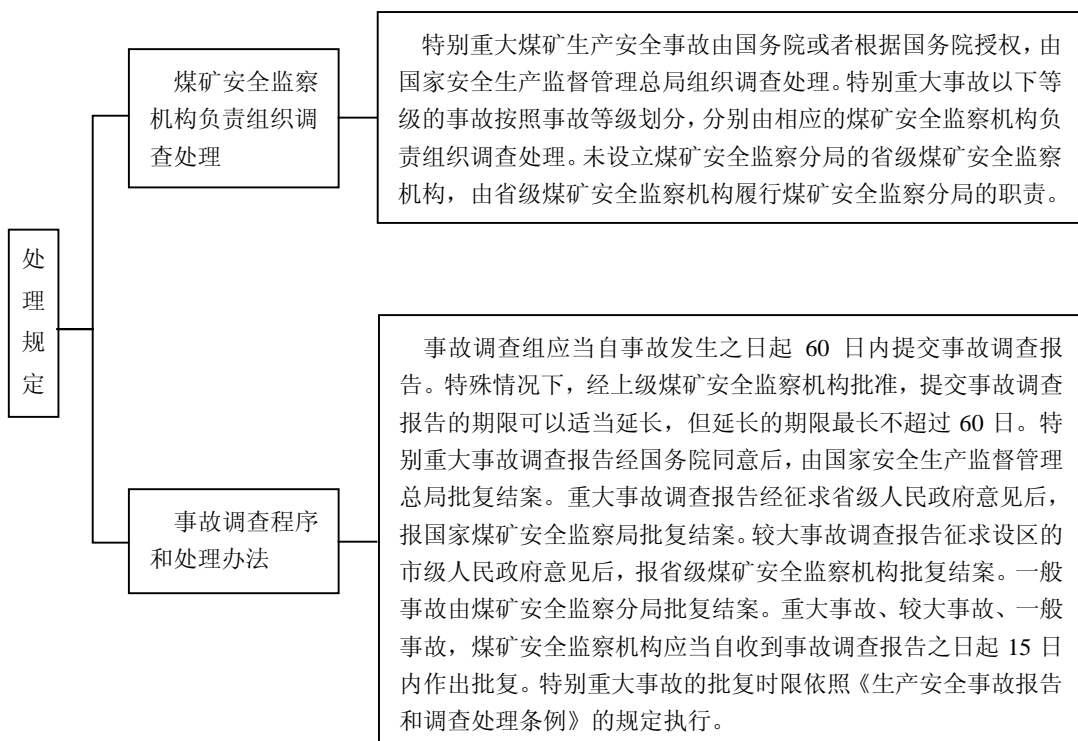 处
理
规
定
煤矿安全监察
机构负责组织调
查处理
特别重大煤矿生产安全事故由国务院或者根据国务院授权，由
国家安全生产监督管理总局组织调查处理。特别重大事故以下等
级的事故按照事故等级划分，分别由相应的煤矿安全监察机构负
责组织调查处理。未设立煤矿安全监察分局的省级煤矿安全监察
机构，由省级煤矿安全监察机构履行煤矿安全监察分局的职责。
事故调查程序
和处理办法
事故调查组应当自事故发生之日起 60 日内提交事故调查报
告。特殊情况下，经上级煤矿安全监察机构批准，提交事故调查
报告的期限可以适当延长，但延长的期限最长不超过 60 日。特
别重大事故调查报告经国务院同意后，由国家安全生产监督管理
总局批复结案。重大事故调查报告经征求省级人民政府意见后，
报国家煤矿安全监察局批复结案。较大事故调查报告征求设区的
市级人民政府意见后，报省级煤矿安全监察机构批复结案。一般
事故由煤矿安全监察分局批复结案。重大事故、较大事故、一般
事故，煤矿安全监察机构应当自收到事故调查报告之日起 15 日
内作出批复。特别重大事故的批复时限依照《生产安全事故报告
和调查处理条例》的规定执行。